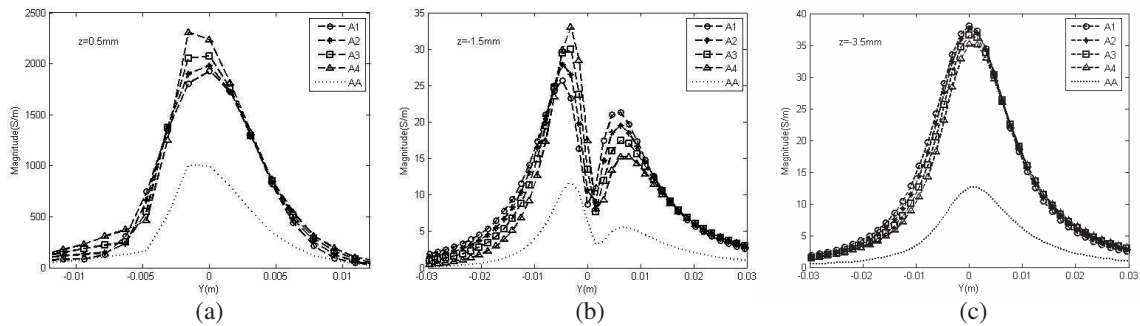 2500
2000
1500
1000
500
0
Magnitude(S/m)
z=0.5mm
A1
A2
A3
A4
AA
-0.01
-0.005
0
0.005
0.01
Y(m)
(a)
35
30
25
20
15
10
5
0
Magnitude(S/m)
z=-1.5mm
A1
A2
A3
A4
AA
-0.03
-0.02
-0.01
0
0.01
0.02
0.03
Y(m)
(b)
40
35
30
25
20
15
10
5
0
Magnitude(S/m)
z=-3.5mm
A1
A2
A3
A4
AA
-0.03
-0.02
-0.01
0
0.01
0.02
0.03
Y(m)
(c)